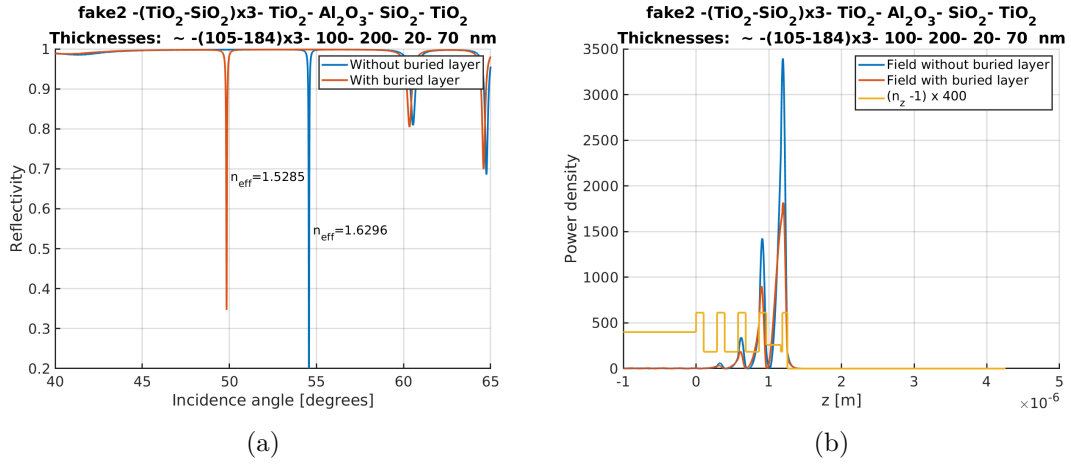 fake2 -(TiO2-SiO2)x3- TiO2- Al2O3- SiO2- TiO2
Thicknesses: ~ -(105-184)x3- 100- 200- 20- 70 nm
1
0.9
0.8
0.7
0.6
0.5
0.4
0.3
0.2
Reflectivity
Without buried layer
With buried layer
neff=1.5285
neff=1.6296
40
45
50
55
60
65
Incidence angle [degrees]
(a)
fake2 -(TiO2-SiO2)x3- TiO2- Al2O3- SiO2- TiO2
Thicknesses: ~ -(105-184)x3- 100- 200- 20- 70 nm
3500
3000
2500
2000
1500
1000
500
0
Power density
Field without buried layer
Field with buried layer
(nz -1) x 400
-1
0
1
2
3
4
5
z [m]
×10-6
(b)